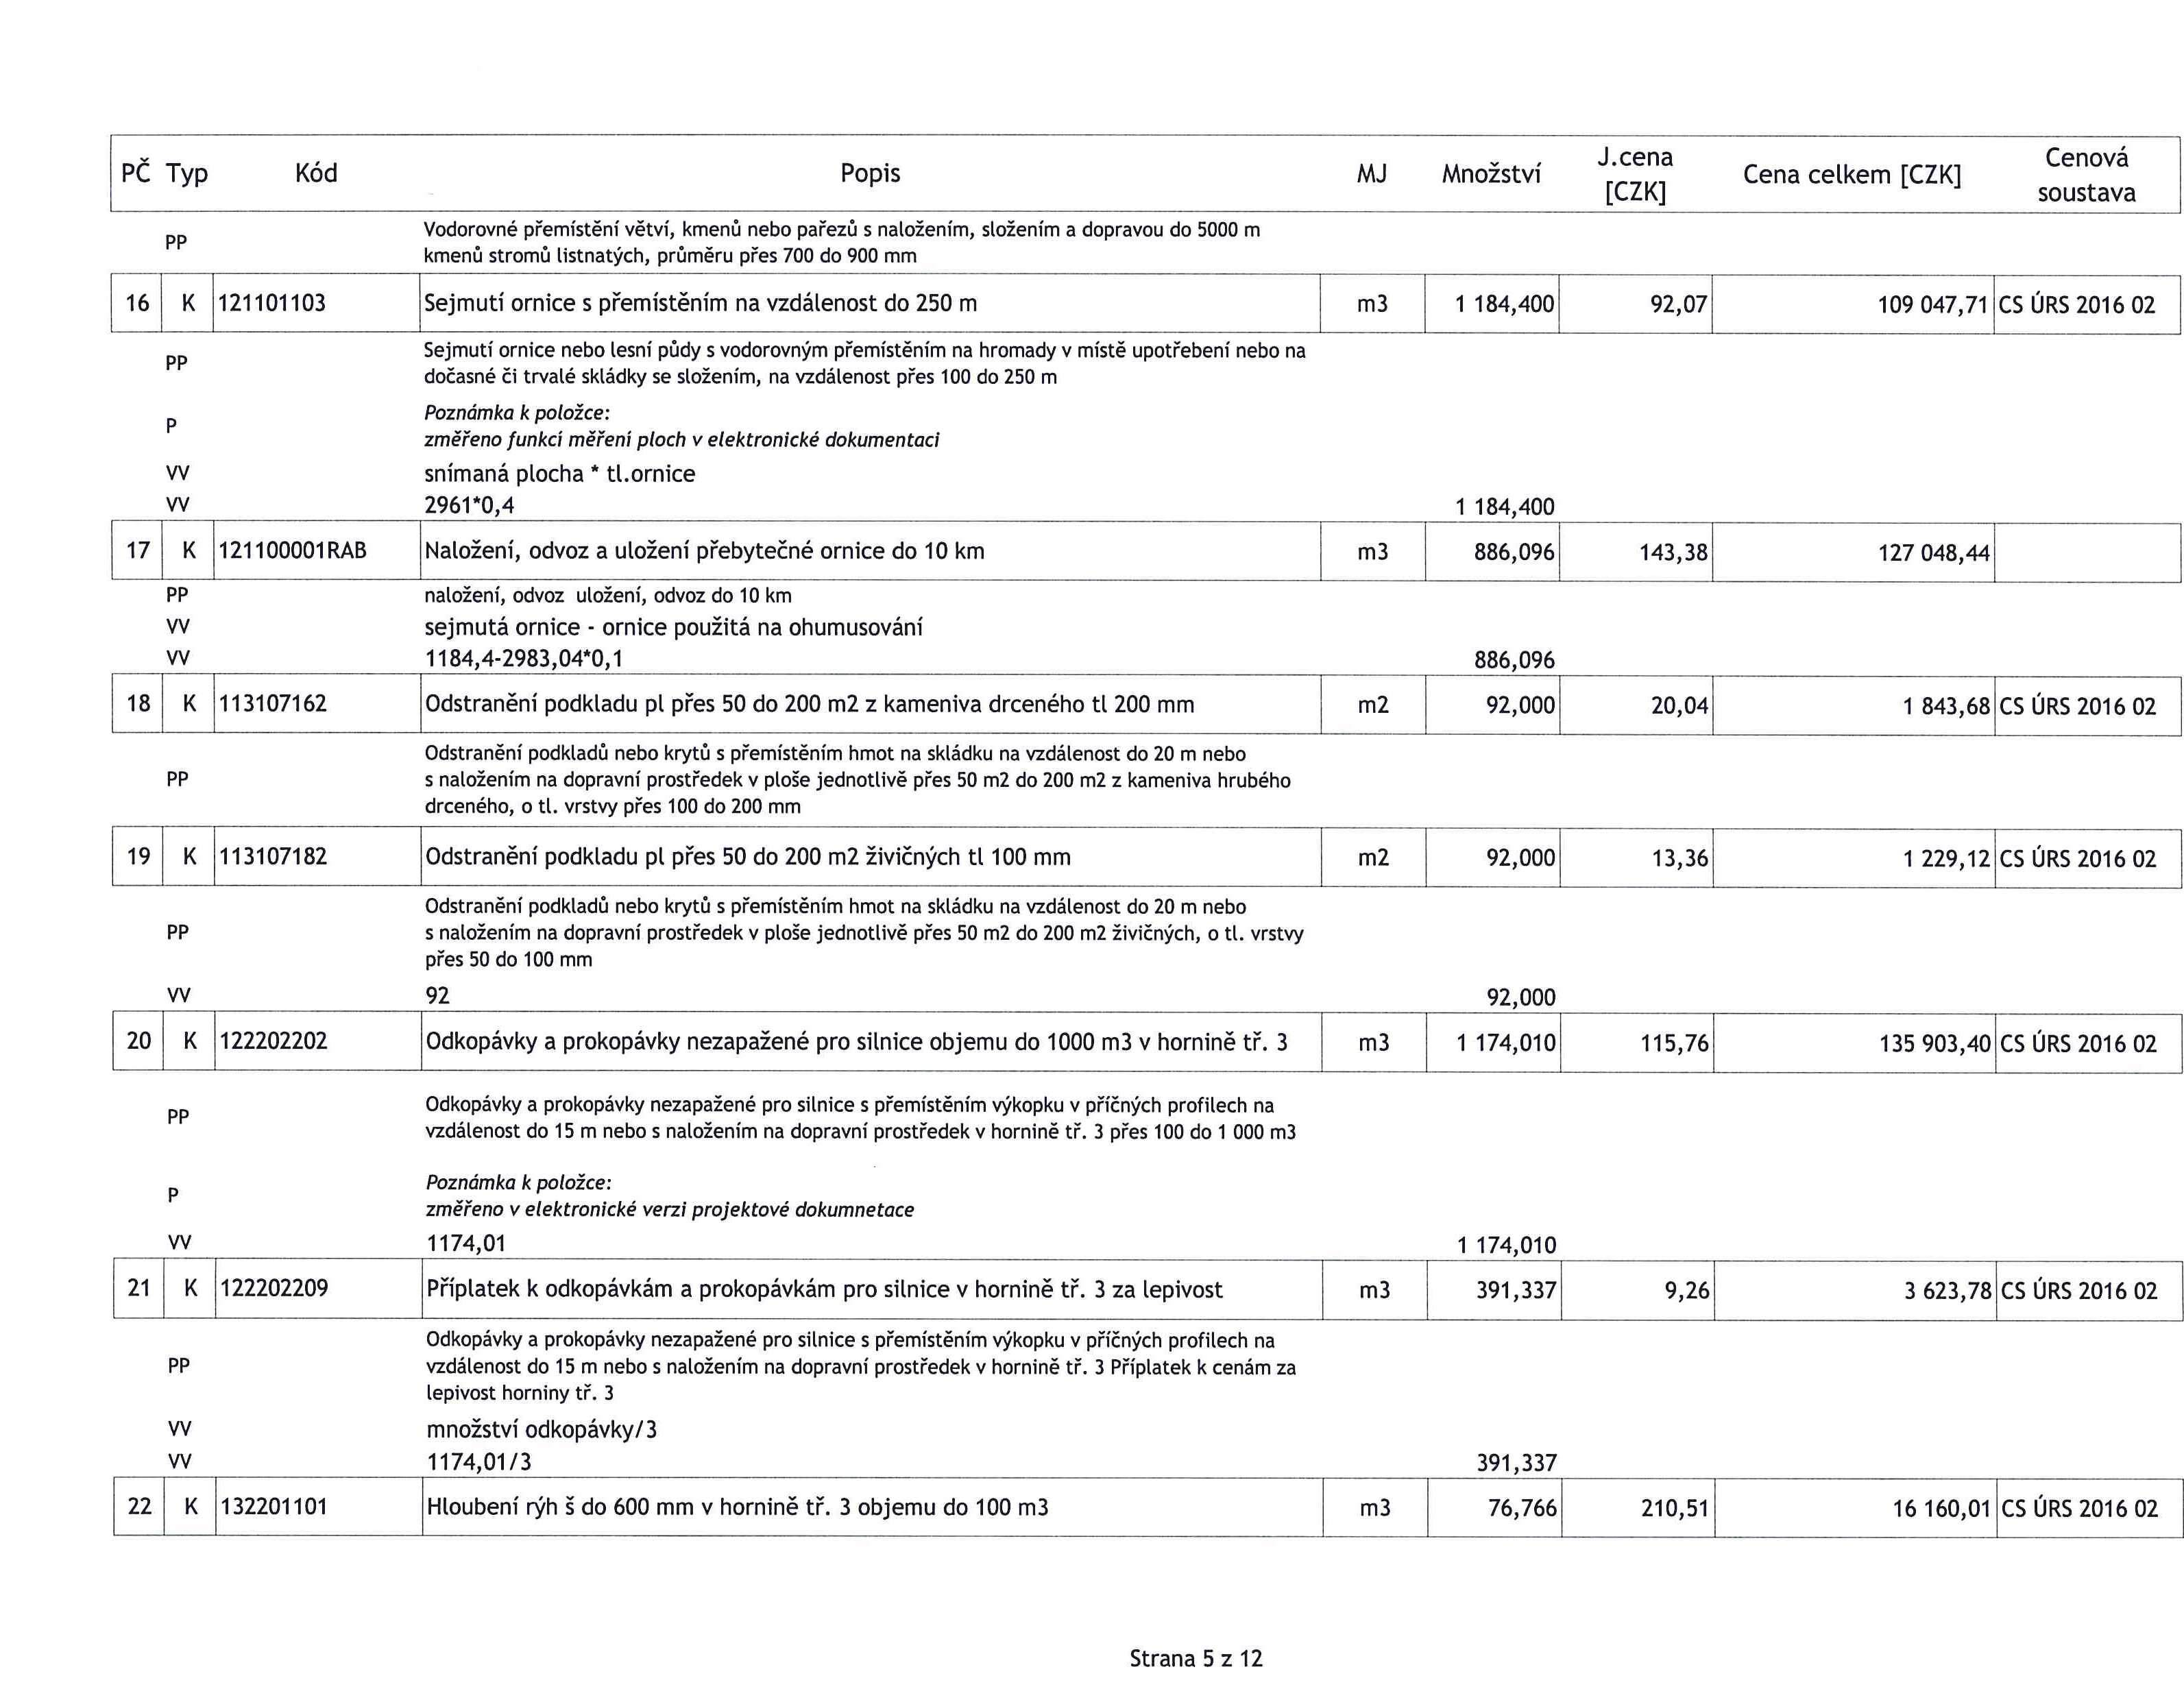 PČ Typ Kód Popis MJ Množství J.cena [CZK] Cena celkem [CZK] Cenová soustava
PP Vodorovné přemístění větví, kmenů nebo pařezů s naložením, složením a dopravou do 5000 m
kmenů stromů listnatých, průměru přes 700 do 900 mm
16 K 121101103 Sejmutí ornice s přemístěním na vzdálenost do 250 m m3 1 184,400 92,07 109 047,71 CS ÚRS 2016 02
PP Sejmutí ornice nebo lesní půdy s vodorovným přemístěním na hromady v místě upotřebení nebo na
dočasné či trvalé skládky se složením, na vzdálenost přes 100 do 250 m
P Poznámka k položce:
změřeno funkcí měření ploch v elektronické dokumentaci
VV snímaná plocha * tl.ornice
VV 2961*0,4 1 184,400
17 K 121100001RAB Naložení, odvoz a uložení přebytečné ornice do 10 km m3 886,096 143,38 127 048,44
PP naložení, odvoz uložení, odvoz do 10 km
VV sejmutá ornice - ornice použitá na ohumusování
VV 1184,4-2983,04*0,1 886,096
18 K 113107162 Odstranění podkladu pl přes 50 do 200 m2 z kameniva drceného tl 200 mm m2 92,000 20,04 1 843,68 CS ÚRS 2016 02
PP Odstranění podkladů nebo krytů s přemístěním hmot na skládku na vzdálenost do 20 m nebo
s naložením na dopravní prostředek v ploše jednotlivě přes 50 m2 do 200 m2 z kameniva hrubého
drceného, o tl. vrstvy přes 100 do 200 mm
19 K 113107182 Odstranění podkladu pl přes 50 do 200 m2 živičných tl 100 mm m2 92,000 13,36 1 229,12 CS ÚRS 2016 02
PP Odstranění podkladů nebo krytů s přemístěním hmot na skládku na vzdálenost do 20 m nebo
s naložením na dopravní prostředek v ploše jednotlivě přes 50 m2 do 200 m2 živičných, o tl. vrstvy
přes 50 do 100 mm
VV 92 92,000
20 K 122202202 Odkopávky a prokopávky nezapažené pro silnice objemu do 1000 m3 v hornině tř. 3 m3 1 174,010 115,76 135 903,40 CS ÚRS 2016 02
PP Odkopávky a prokopávky nezapažené pro silnice s přemístěním výkopku v příčných profilech na
vzdálenost do 15 m nebo s naložením na dopravní prostředek v hornině tř. 3 přes 100 do 1 000 m3
P Poznámka k položce:
změřeno v elektronické verzi projektové dokumnetace
VV 1174,01 1 174,010
21 K 122202209 Příplatek k odkopávkám a prokopávkám pro silnice v hornině tř. 3 za lepivost m3 391,337 9,26 3 623,78 CS ÚRS 2016 02
PP Odkopávky a prokopávky nezapažené pro silnice s přemístěním výkopku v příčných profilech na
vzdálenost do 15 m nebo s naložením na dopravní prostředek v hornině tř. 3 Příplatek k cenám za
lepivost horniny tř. 3
VV množství odkopávky/3
VV 1174,01/3 391,337
22 K 132201101 Hloubení rýh š do 600 mm v hornině tř. 3 objemu do 100 m3 m3 76,766 210,51 16 160,01 CS ÚRS 2016 02
Strana 5 z 12